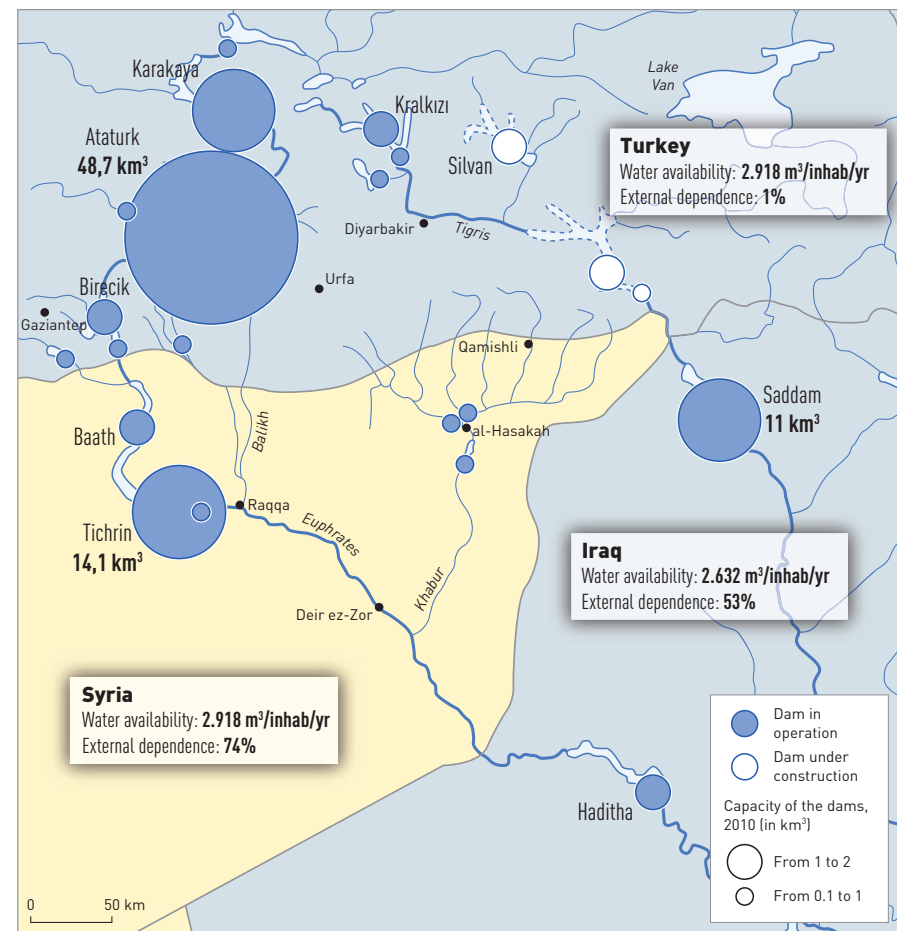 Karakaya
Lake
Van
Kralkızı
Ataturk
48,7 km³
Silvan
Turkey
Water availability: 2.918 m³/inhab/yr
External dependence: 1%
Diyarbakir
Tigris
Urfa
Birecik
Gaziantep
Qamishli
Saddam
11 km³
Balikh
Baath
al-Hasakah
Raqqa
Euphrates
Tichrin
14,1 km³
Iraq
Water availability: 2.632 m³/inhab/yr
External dependence: 53%
Khabur
Deir ez-Zor
Syria
Water availability: 2.918 m³/inhab/yr
External dependence: 74%
Dam in
operation
Dam under
construction
Haditha
Capacity of the dams,
2010 (in km³)
From 1 to 2
From 0.1 to 1
0 50 km